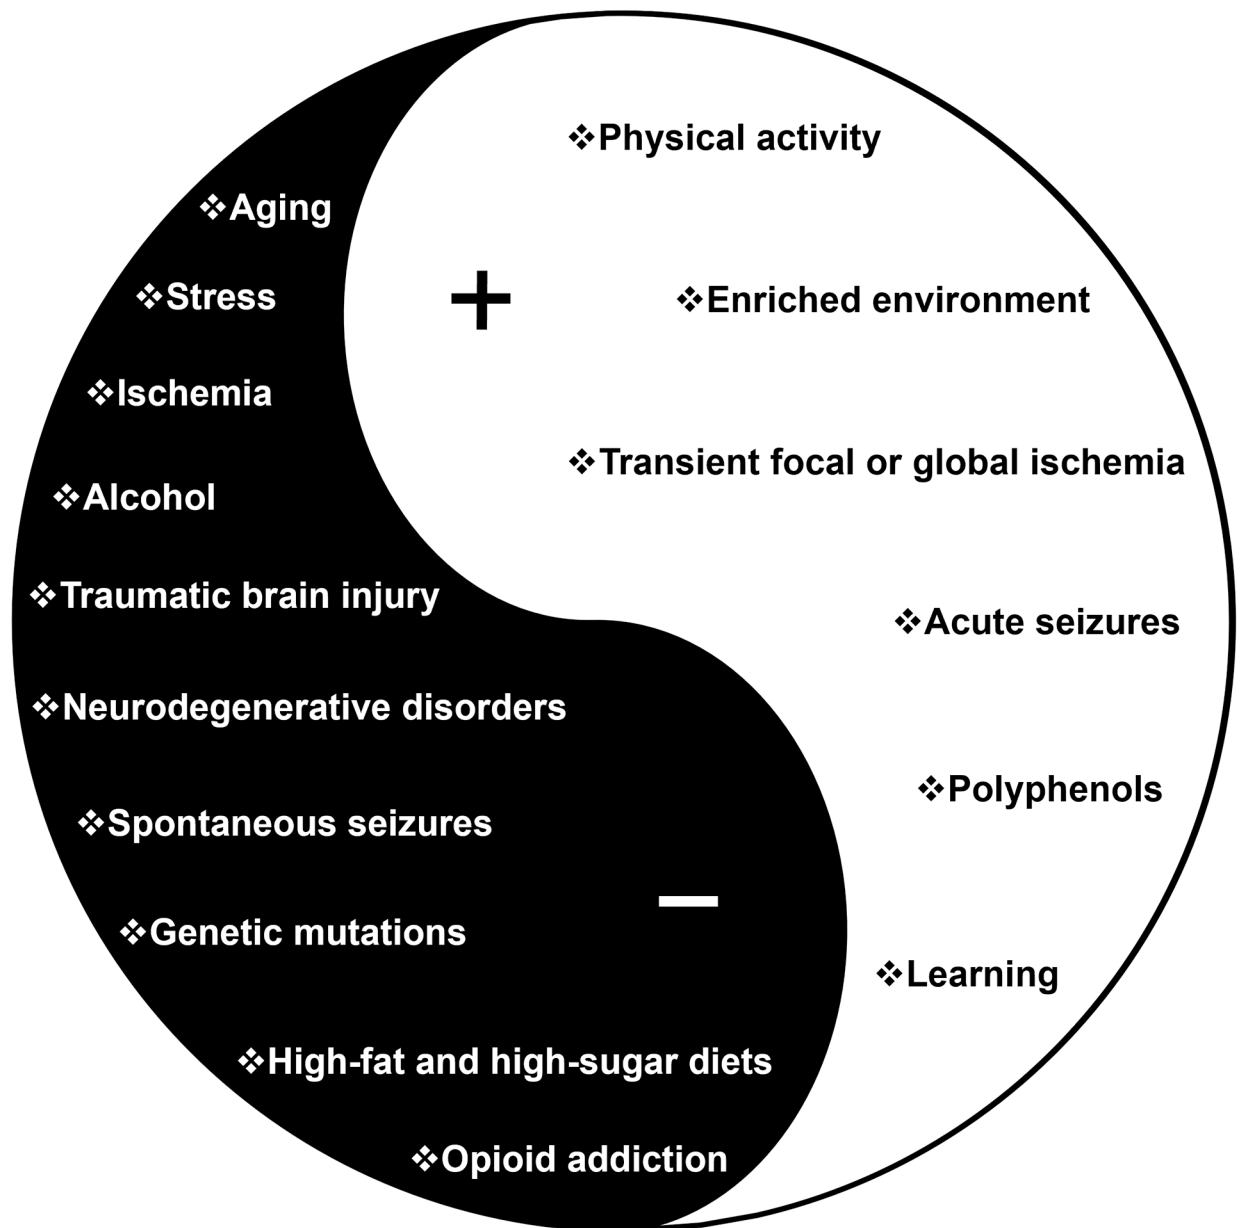 ❖Physical activity
❖Aging
❖Stress
+
❖Enriched environment
❖Ischemia
❖Transient focal or global ischemia
❖Alcohol
❖Traumatic brain injury
❖Acute seizures
❖Neurodegenerative disorders
❖Polyphenols
❖Spontaneous seizures
–
❖Genetic mutations
❖Learning
❖High-fat and high-sugar diets
❖Opioid addiction